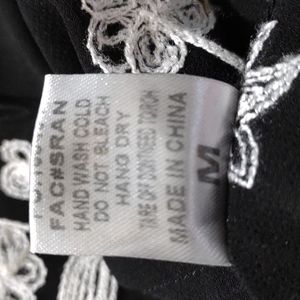 FAC#SRAN
HAND WASH COLD
DO NOT BLEACH
HANG DRY
MADE IN CHINA
M